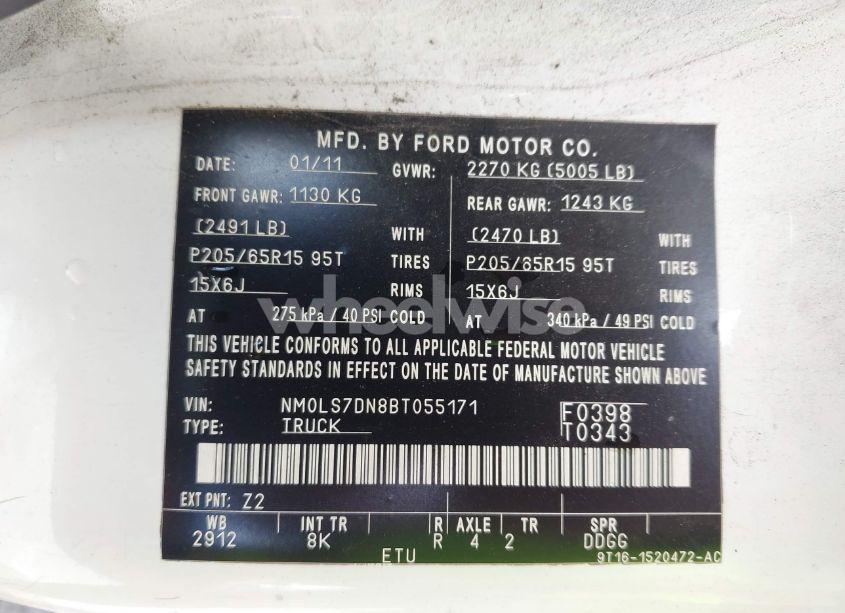 MFD. BY FORD MOTOR CO.
DATE: 01/11 GVWR: 2270 KG (5005 LB)
FRONT GAWR: 1130 KG REAR GAWR: 1243 KG
(2491 LB) WITH (2470 LB) WITH
P205/65R15 95T TIRES P205/65R15 95T TIRES
15X6J RIMS 15X6J RIMS
wheelwise
AT 275 kPa / 40 PSI COLD AT 340 kPa / 49 PSI COLD
THIS VEHICLE CONFORMS TO ALL APPLICABLE FEDERAL MOTOR VEHICLE
SAFETY STANDARDS IN EFFECT ON THE DATE OF MANUFACTURE SHOWN ABOVE
VIN: NM0LS7DN8BT055171 F0398
TYPE: TRUCK T0343
EXT PNT: Z2
WB INT TR R AXLE TR SPR
2912 8K R 4 2 DDGG
ETU 9T16-1520472-AC